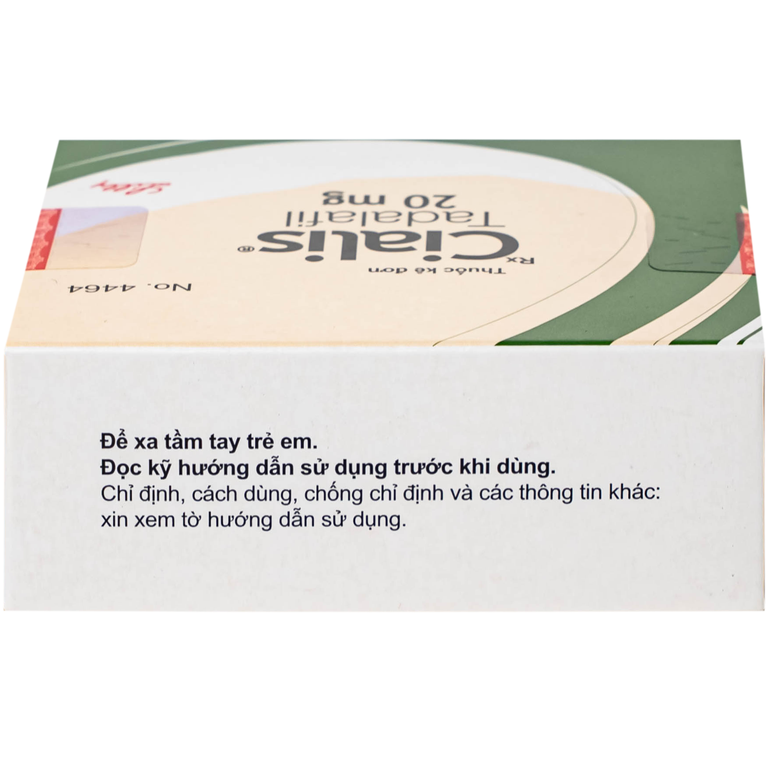 Lilly
Rx Thuốc kê đơn
Cialis®
Tadalafil
20 mg
No. 4464
Để xa tầm tay trẻ em.
Đọc kỹ hướng dẫn sử dụng trước khi dùng.
Chỉ định, cách dùng, chống chỉ định và các thông tin khác:
xin xem tờ hướng dẫn sử dụng.